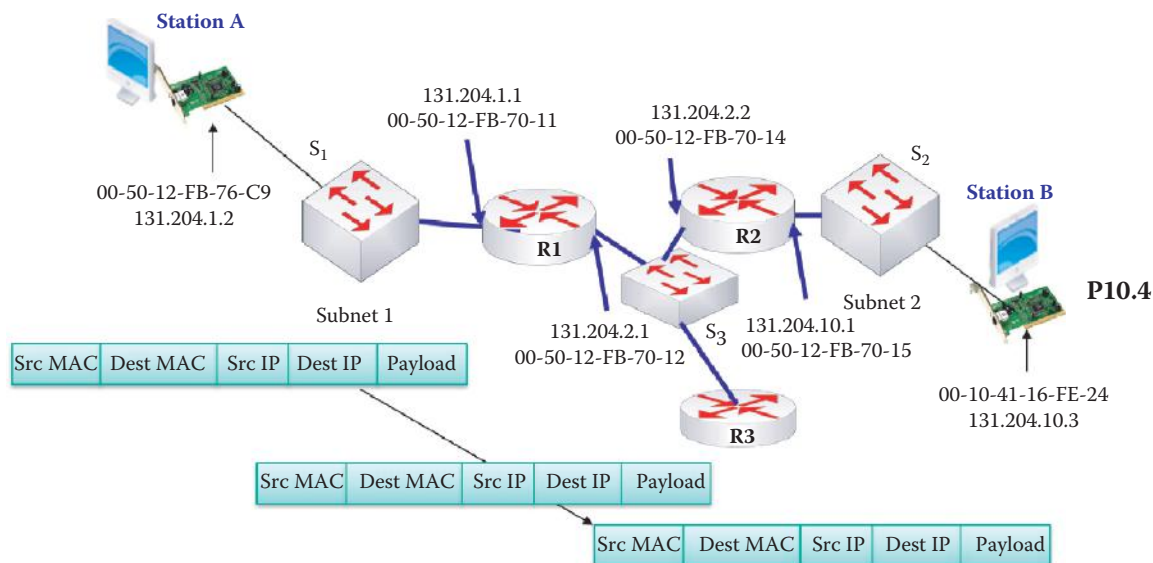 Station A
131.204.1.1
00-50-12-FB-70-11
131.204.2.2
00-50-12-FB-70-14
S1
S2
00-50-12-FB-76-C9
131.204.1.2
Station B
R1
R2
P10.4
Subnet 1
Subnet 2
131.204.2.1
00-50-12-FB-70-12
S3
131.204.10.1
00-50-12-FB-70-15
Src MAC Dest MAC Src IP Dest IP Payload
00-10-41-16-FE-24
131.204.10.3
R3
Src MAC Dest MAC Src IP Dest IP Payload
Src MAC Dest MAC Src IP Dest IP Payload